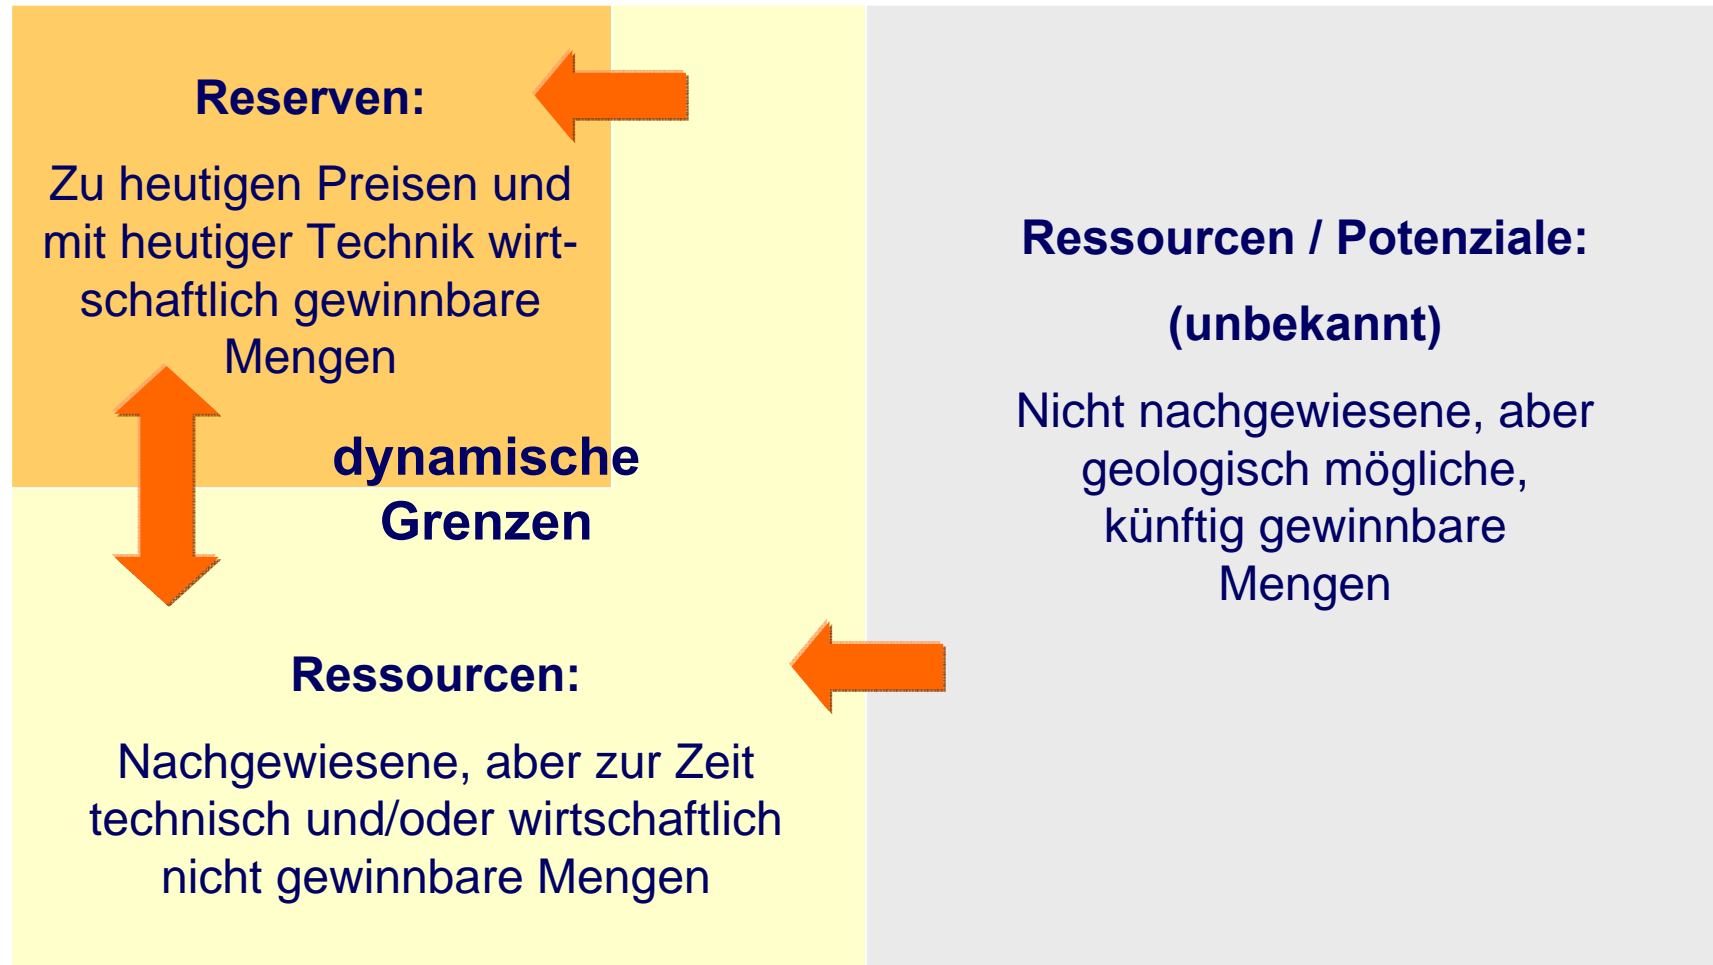 Reserven:
Zu heutigen Preisen und
mit heutiger Technik wirt-
schaftlich gewinnbare
Mengen
dynamische
Grenzen
Ressourcen:
Nachgewiesene, aber zur Zeit
technisch und/oder wirtschaftlich
nicht gewinnbare Mengen
Ressourcen / Potenziale:
(unbekannt)
Nicht nachgewiesene, aber
geologisch mögliche,
künftig gewinnbare
Mengen